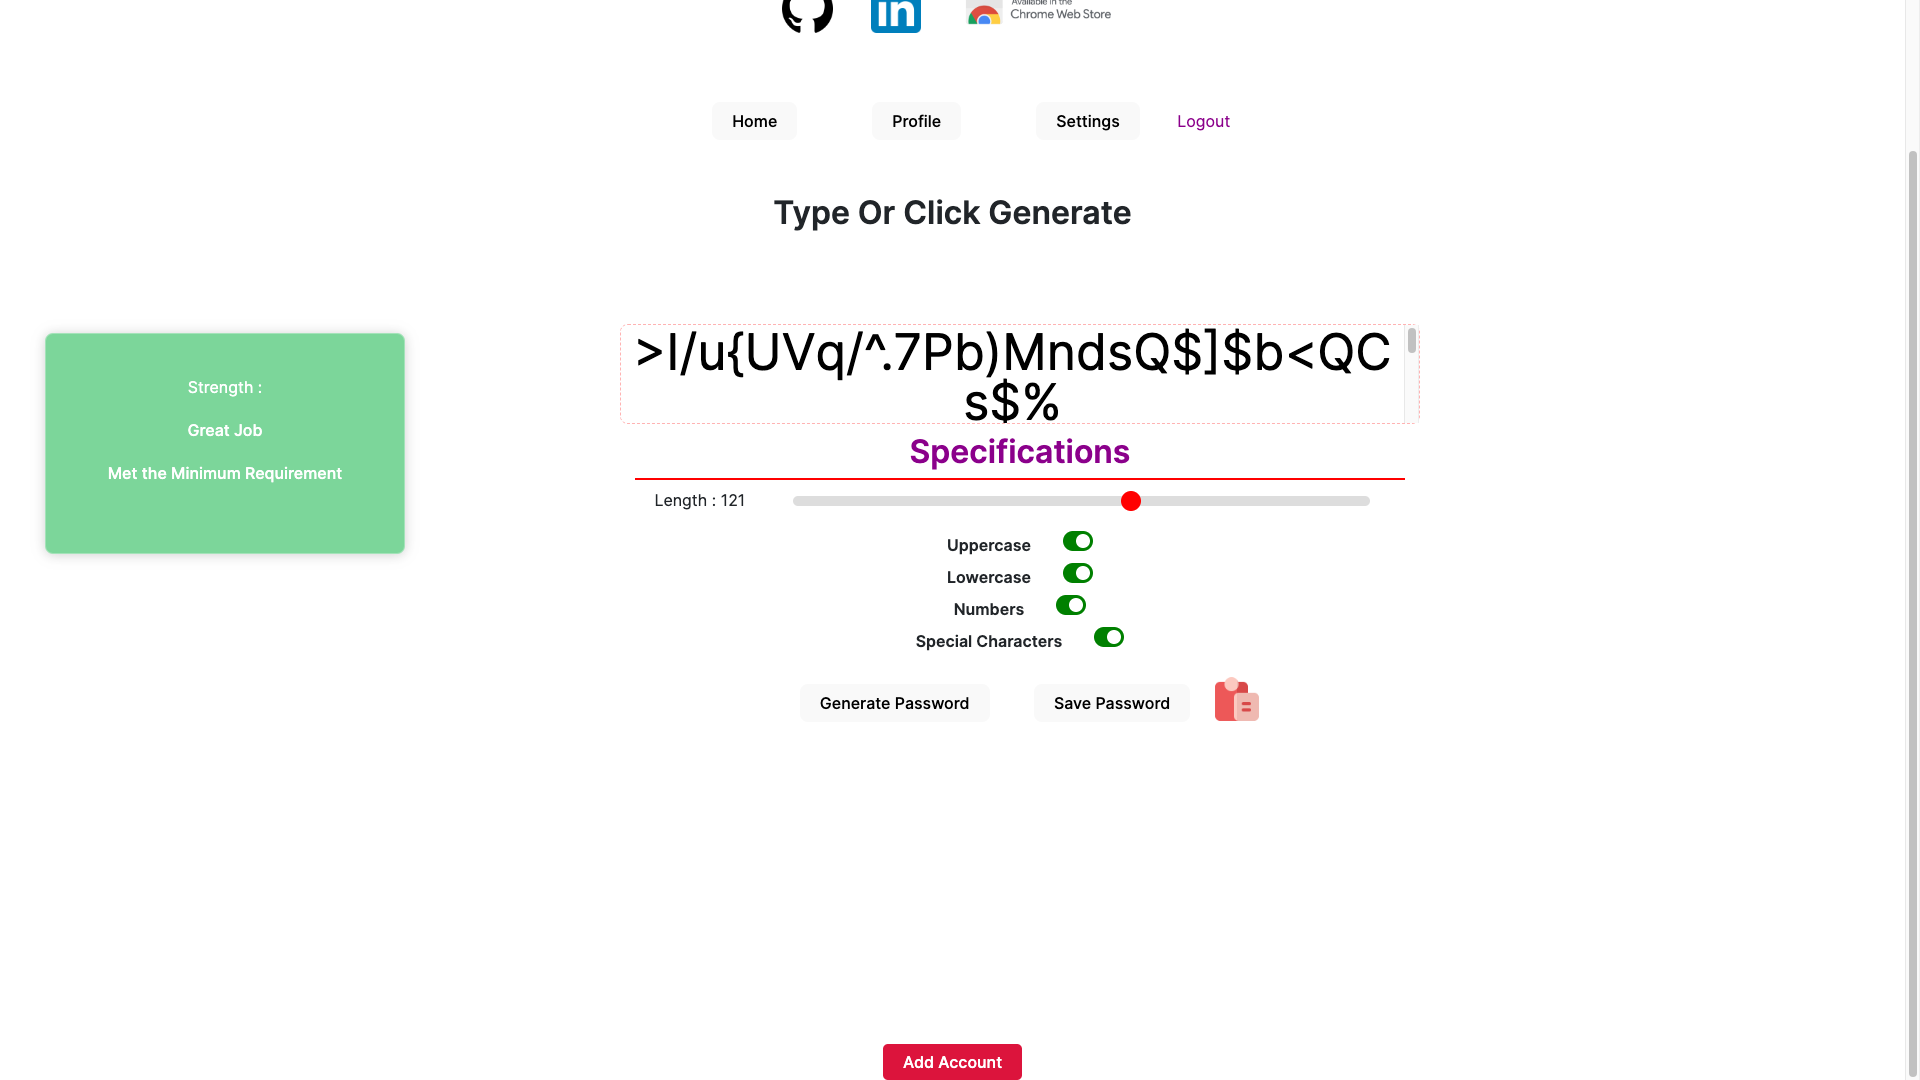 in
Available in the
Chrome Web Store
Home
Profile
Settings
Logout
Type Or Click Generate
>l/u{UVq/^.7Pb)MndsQ$]$b<QC
s$%
Strength :
Great Job
Met the Minimum Requirement
Specifications
Length : 121
Uppercase
Lowercase
Numbers
Special Characters
Generate Password
Save Password
Add Account